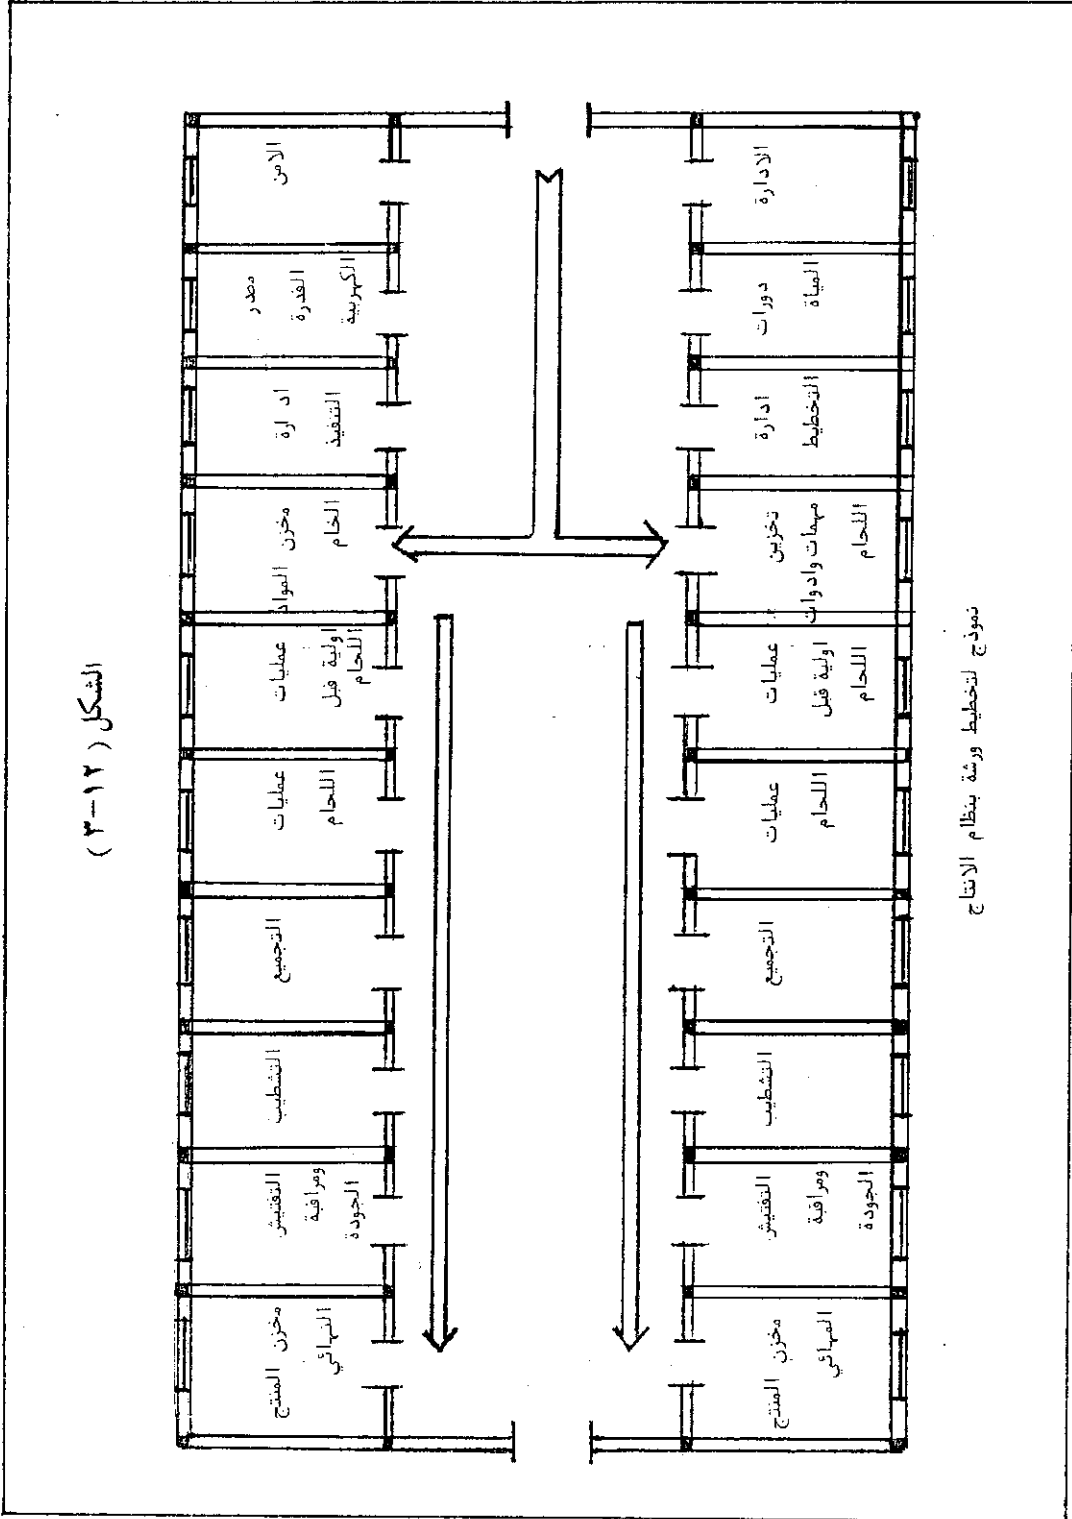 الشكل (٣-١٢)
الامن
مصدر
القدرة
الكهربية
ادارة
التنفيذ
مخزن المواد
الخام
عمليات
اولية قبل
اللحام
عمليات
اللحام
التجميع
التشطيب
التفتيش
ومراقبة
الجودة
مخزن المنتج
النهائي
الادارة
دورات
المياة
ادارة
التخطيط
تخزين
مهمات وادوات
اللحام
عمليات
اولية قبل
اللحام
عمليات
اللحام
التجميع
التشطيب
التفتيش
ومراقبة
الجودة
مخزن المنتج
النهائي
نموذج لتخطيط ورشة بنظام الانتاج